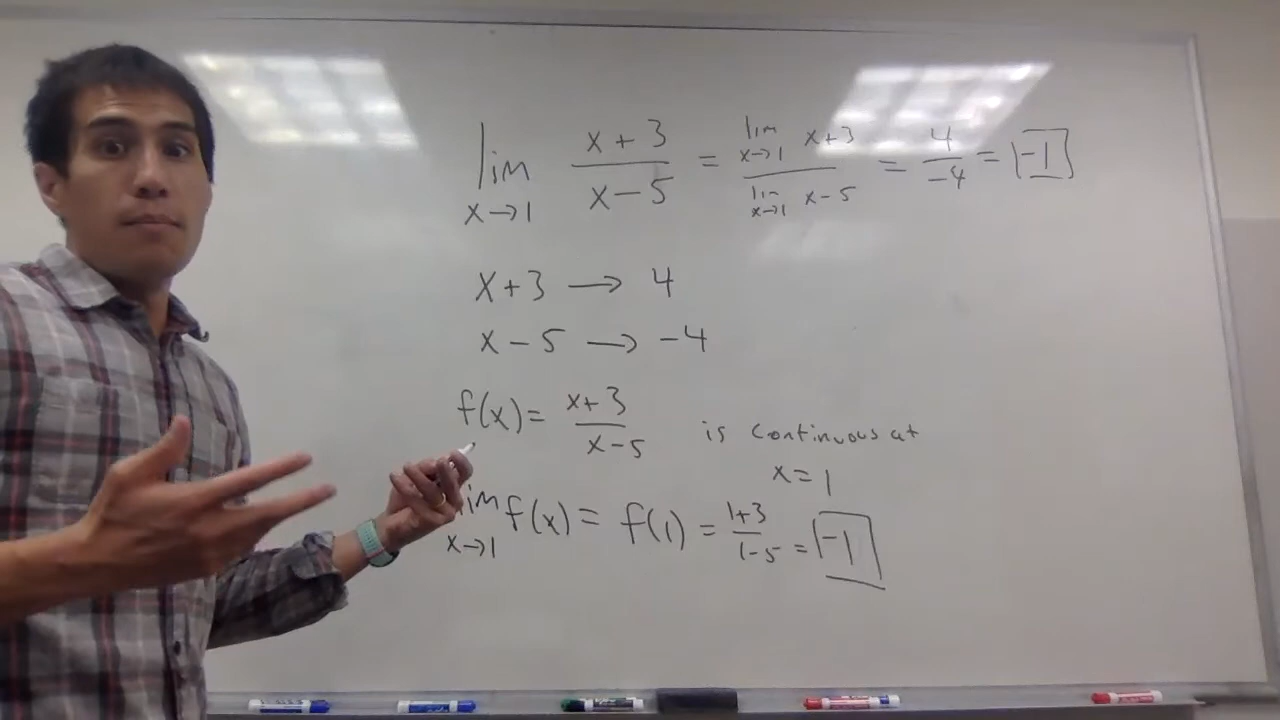 lim x→1 (x+3)/(x-5) = (lim x→1 x+3)/(lim x→1 x-5) = 4/-4 = -1
x+3 → 4
x-5 → -4
f(x) = (x+3)/(x-5) is continuous at
x=1
lim x→1 f(x) = f(1) = (1+3)/(1-5) = -1